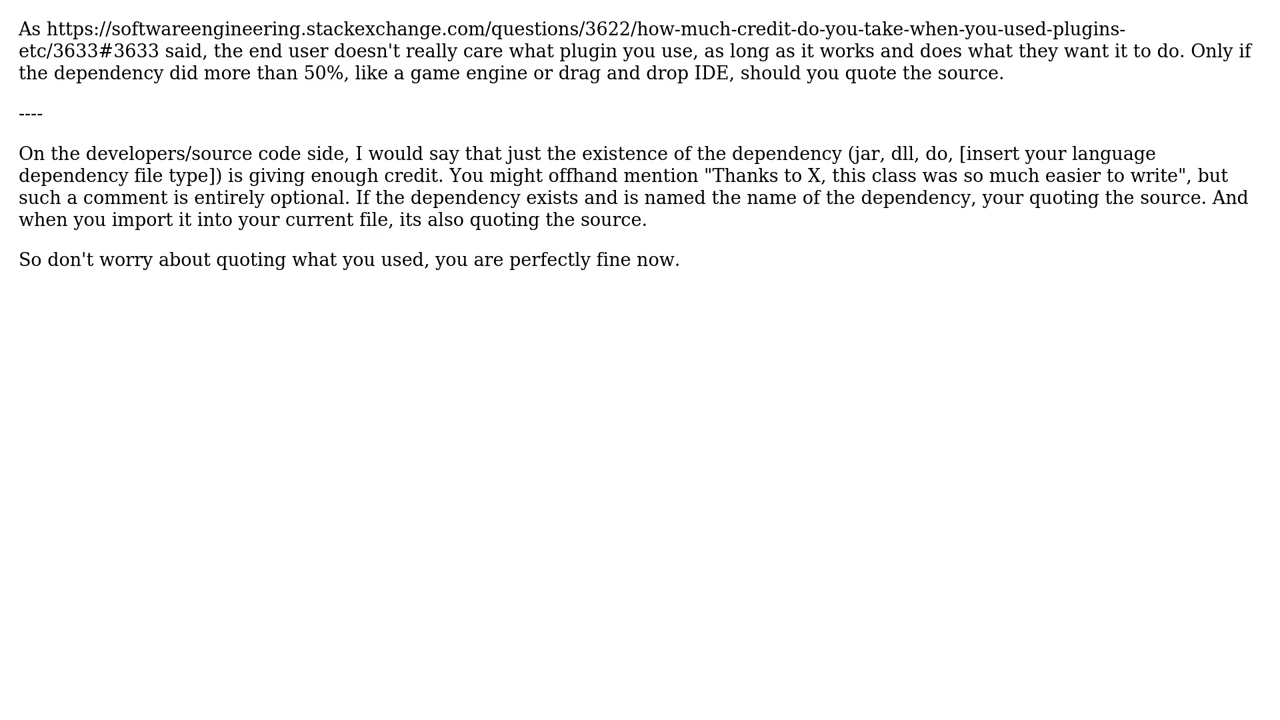 As https://softwareengineering.stackexchange.com/questions/3622/how-much-credit-do-you-take-when-you-used-plugins-
etc/3633#3633 said, the end user doesn't really care what plugin you use, as long as it works and does what they want it to do. Only if
the dependency did more than 50%, like a game engine or drag and drop IDE, should you quote the source.
----
On the developers/source code side, I would say that just the existence of the dependency (jar, dll, do, [insert your language
dependency file type]) is giving enough credit. You might offhand mention "Thanks to X, this class was so much easier to write", but
such a comment is entirely optional. If the dependency exists and is named the name of the dependency, your quoting the source. And
when you import it into your current file, its also quoting the source.
So don't worry about quoting what you used, you are perfectly fine now.